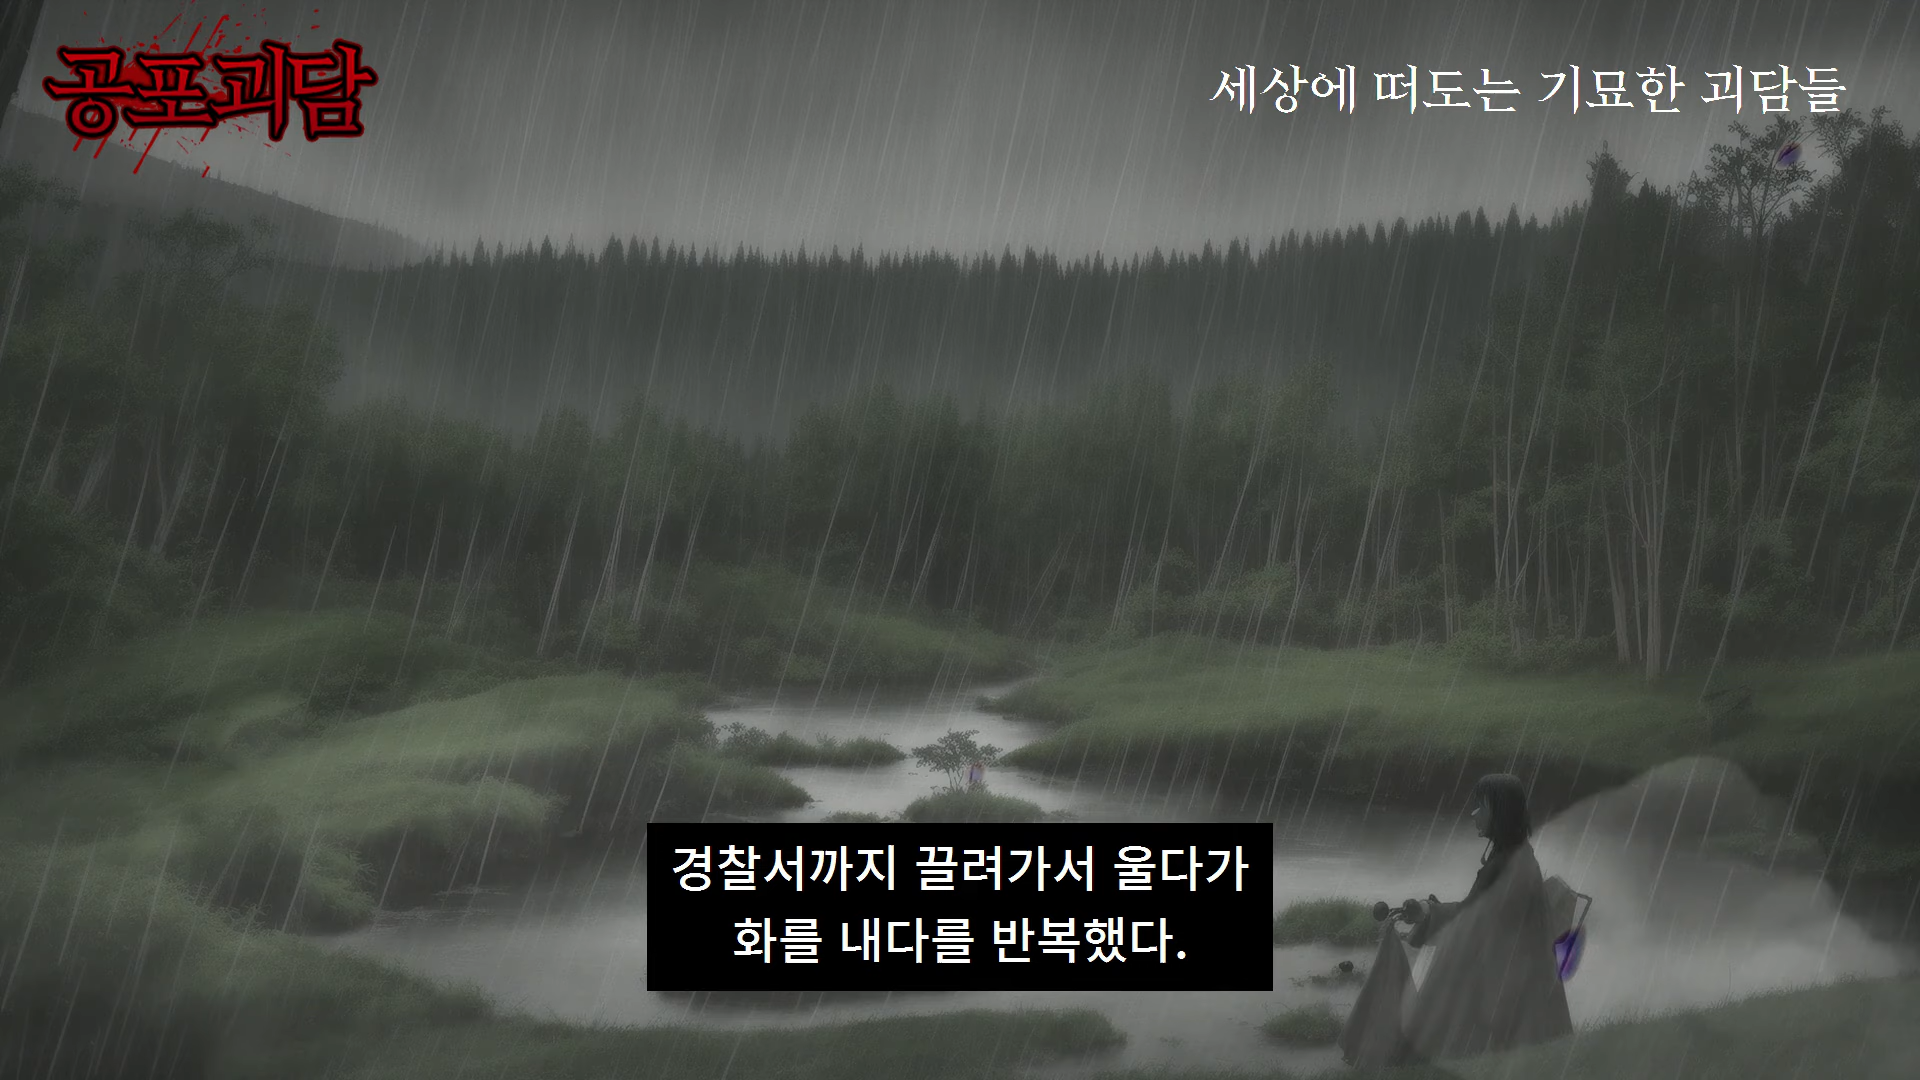 공포괴담
세상에 떠도는 기묘한 괴담들
경찰서까지 끌려가서 울다가
화를 내다를 반복했다.